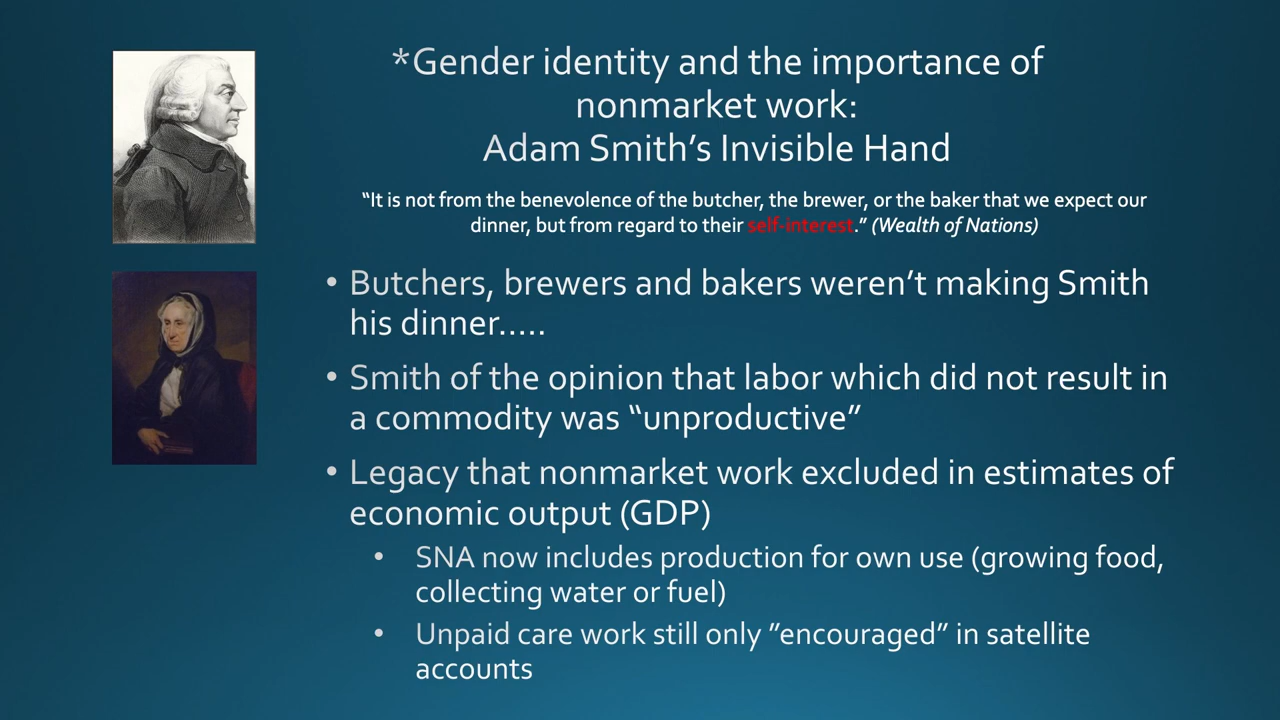 *Gender identity and the importance of
nonmarket work:
Adam Smith’s Invisible Hand
“It is not from the benevolence of the butcher, the brewer, or the baker that we expect our
dinner, but from regard to their self-interest.” (Wealth of Nations)
• Butchers, brewers and bakers weren’t making Smith
his dinner…..
• Smith of the opinion that labor which did not result in
a commodity was “unproductive”
• Legacy that nonmarket work excluded in estimates of
economic output (GDP)
• SNA now includes production for own use (growing food,
collecting water or fuel)
• Unpaid care work still only ”encouraged” in satellite
accounts